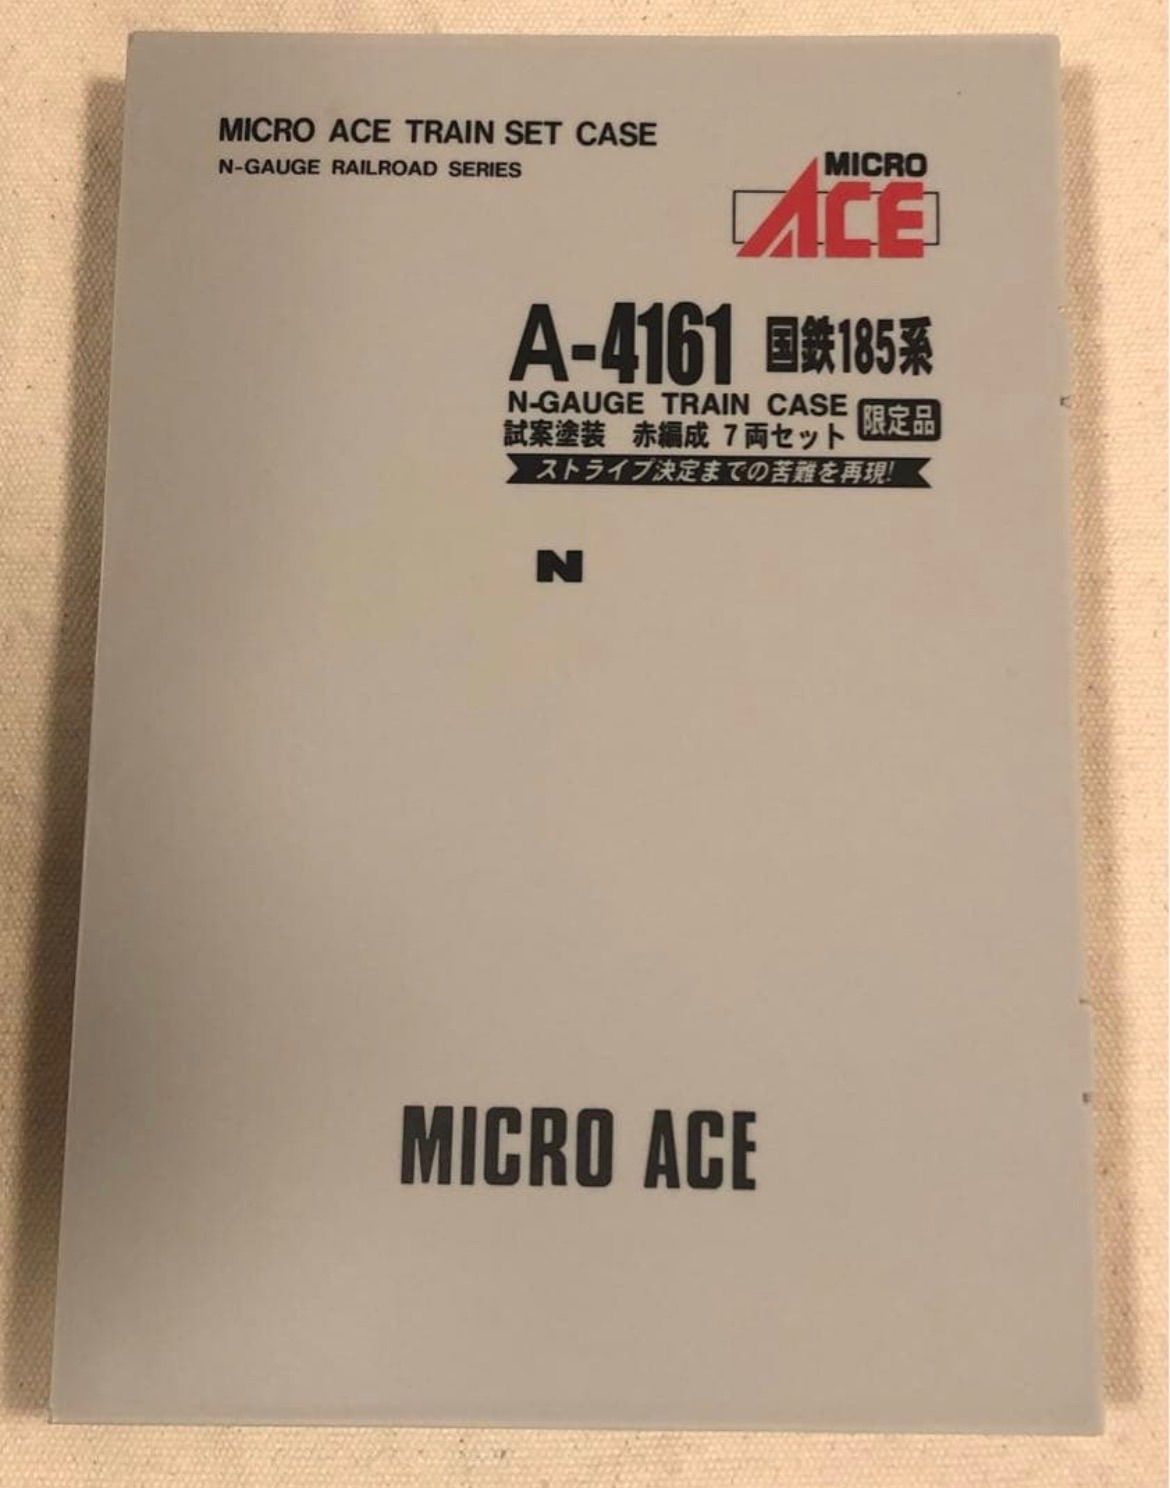 MICRO ACE TRAIN SET CASE
N-GAUGE RAILROAD SERIES
MICRO
ACE
A-4161 国鉄185系
N-GAUGE TRAIN CASE
試案塗装 赤編成 7両セット 限定品
ストライプ決定までの苦難を再現!
N
MICRO ACE